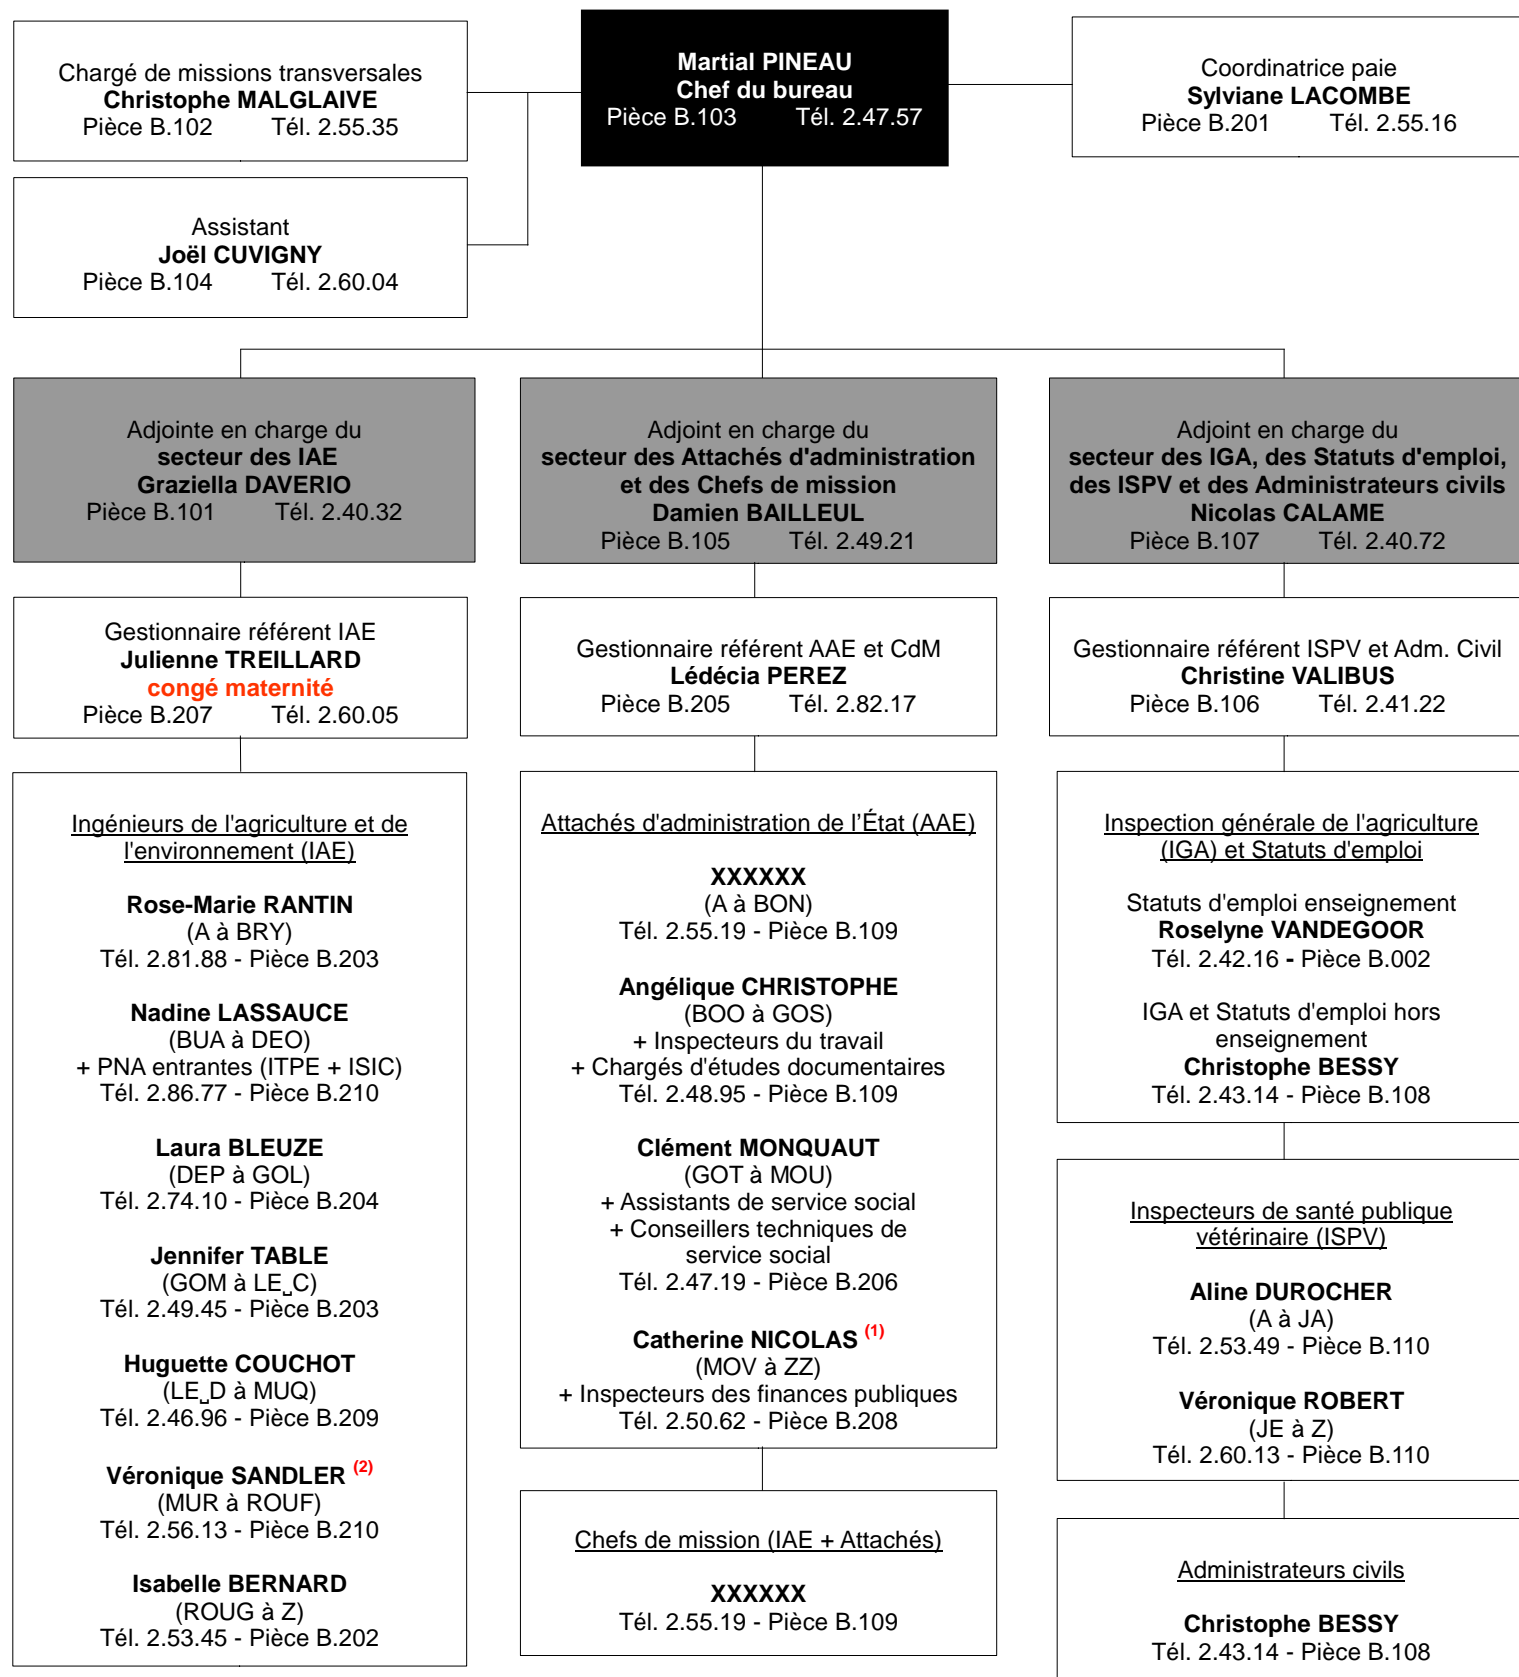 Chargé de missions transversales
Christophe MALGLAIVE
Pièce B.102 Tél. 2.55.35
Martial PINEAU
Chef du bureau
Pièce B.103 Tél. 2.47.57
Coordinatrice paie
Sylviane LACOMBE
Pièce B.201 Tél. 2.55.16
Assistant
Joël CUVIGNY
Pièce B.104 Tél. 2.60.04
Adjointe en charge du
secteur des IAE
Graziella DAVERIO
Pièce B.101 Tél. 2.40.32
Adjoint en charge du
secteur des Attachés d'administration
et des Chefs de mission
Damien BAILLEUL
Pièce B.105 Tél. 2.49.21
Adjoint en charge du
secteur des IGA, des Statuts d'emploi,
des ISPV et des Administrateurs civils
Nicolas CALAME
Pièce B.107 Tél. 2.40.72
Gestionnaire référent IAE
Julienne TREILLARD
congé maternité
Pièce B.207 Tél. 2.60.05
Gestionnaire référent AAE et CdM
Lédécia PEREZ
Pièce B.205 Tél. 2.82.17
Gestionnaire référent ISPV et Adm. Civil
Christine VALIBUS
Pièce B.106 Tél. 2.41.22
Ingénieurs de l'agriculture et de
l'environnement (IAE)
Rose-Marie RANTIN
(A à BRY)
Tél. 2.81.88 - Pièce B.203
Nadine LASSAUCE
(BUA à DEO)
+ PNA entrantes (ITPE + ISIC)
Tél. 2.86.77 - Pièce B.210
Laura BLEUZE
(DEP à GOL)
Tél. 2.74.10 - Pièce B.204
Jennifer TABLE
(GOM à LE␣C)
Tél. 2.49.45 - Pièce B.203
Huguette COUCHOT
(LE␣D à MUQ)
Tél. 2.46.96 - Pièce B.209
Véronique SANDLER (2)
(MUR à ROUF)
Tél. 2.56.13 - Pièce B.210
Isabelle BERNARD
(ROUG à Z)
Tél. 2.53.45 - Pièce B.202
Attachés d'administration de l’État (AAE)
XXXXXX
(A à BON)
Tél. 2.55.19 - Pièce B.109
Angélique CHRISTOPHE
(BOO à GOS)
+ Inspecteurs du travail
+ Chargés d'études documentaires
Tél. 2.48.95 - Pièce B.109
Clément MONQUAUT
(GOT à MOU)
+ Assistants de service social
+ Conseillers techniques de
service social
Tél. 2.47.19 - Pièce B.206
Catherine NICOLAS (1)
(MOV à ZZ)
+ Inspecteurs des finances publiques
Tél. 2.50.62 - Pièce B.208
Chefs de mission (IAE + Attachés)
XXXXXX
Tél. 2.55.19 - Pièce B.109
Inspection générale de l'agriculture
(IGA) et Statuts d'emploi
Statuts d'emploi enseignement
Roselyne VANDEGOOR
Tél. 2.42.16 - Pièce B.002
IGA et Statuts d'emploi hors
enseignement
Christophe BESSY
Tél. 2.43.14 - Pièce B.108
Inspecteurs de santé publique
vétérinaire (ISPV)
Aline DUROCHER
(A à JA)
Tél. 2.53.49 - Pièce B.110
Véronique ROBERT
(JE à Z)
Tél. 2.60.13 - Pièce B.110
Administrateurs civils
Christophe BESSY
Tél. 2.43.14 - Pièce B.108